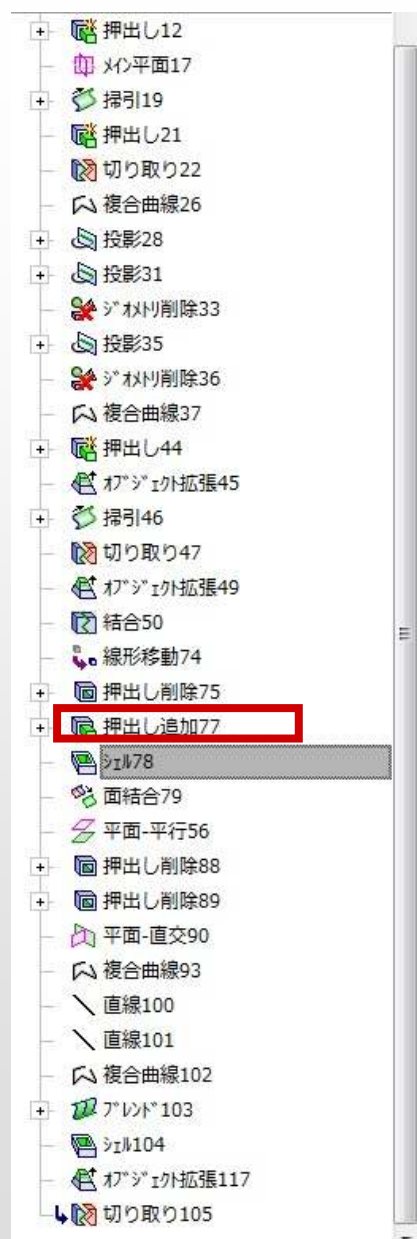 押出し12
ﾒｲﾝ平面17
掃引19
押出し21
切り取り22
複合曲線26
投影28
投影31
ｼﾞｵﾒﾄﾘ削除33
投影35
ｼﾞｵﾒﾄﾘ削除36
複合曲線37
押出し44
ｵﾌﾞｼﾞｪｸﾄ拡張45
掃引46
切り取り47
ｵﾌﾞｼﾞｪｸﾄ拡張49
結合50
線形移動74
押出し削除75
押出し追加77
ｼｪﾙ78
面結合79
平面-平行56
押出し削除88
押出し削除89
平面-直交90
複合曲線93
直線100
直線101
複合曲線102
ﾌﾞﾚﾝﾄﾞ103
ｼｪﾙ104
ｵﾌﾞｼﾞｪｸﾄ拡張117
切り取り105